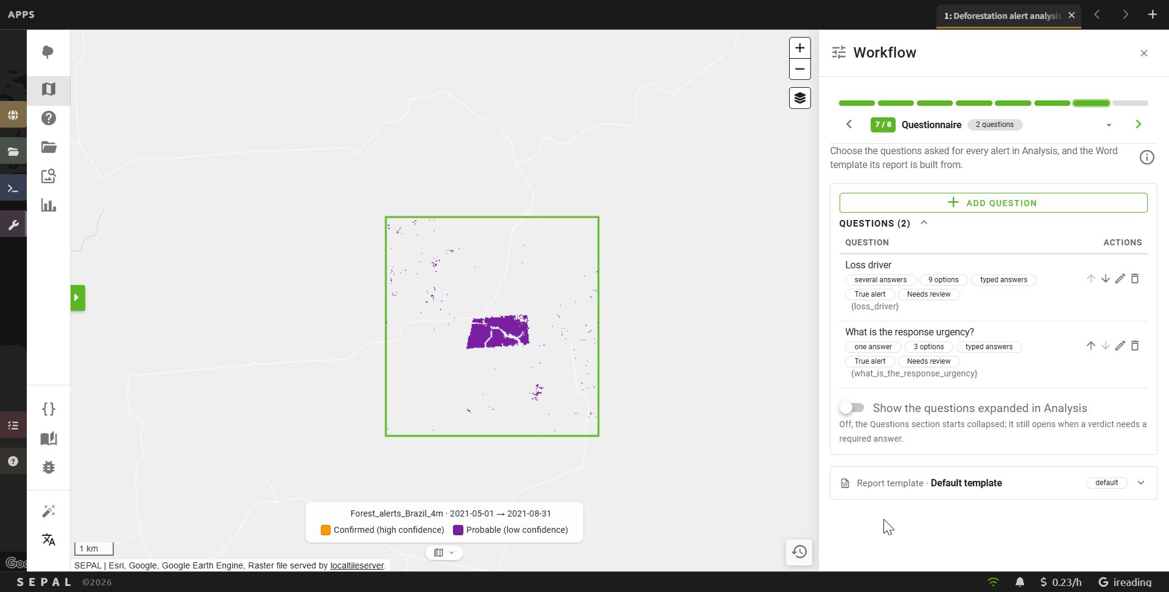 APPS
1: Deforestation alert analysis
Workflow
7 / 8 Questionnaire 2 questions
Choose the questions asked for every alert in Analysis, and the Word
template its report is built from.
ADD QUESTION
QUESTIONS (2)
QUESTION ACTIONS
Loss driver
several answers 9 options typed answers
True alert Needs review
{loss_driver}
What is the response urgency?
one answer 3 options typed answers
True alert Needs review
{what_is_the_response_urgency}
Show the questions expanded in Analysis
Off, the Questions section starts collapsed; it still opens when a verdict needs a
required answer.
Report template · Default template default
Forest_alerts_Brazil_4m · 2021-05-01 → 2021-08-31
Confirmed (high confidence) Probable (low confidence)
1 km
SEPAL | Esri, Google, Google Earth Engine, Raster file served by localtileserver.
SEPAL ©2026
$ 0.23/h ireading